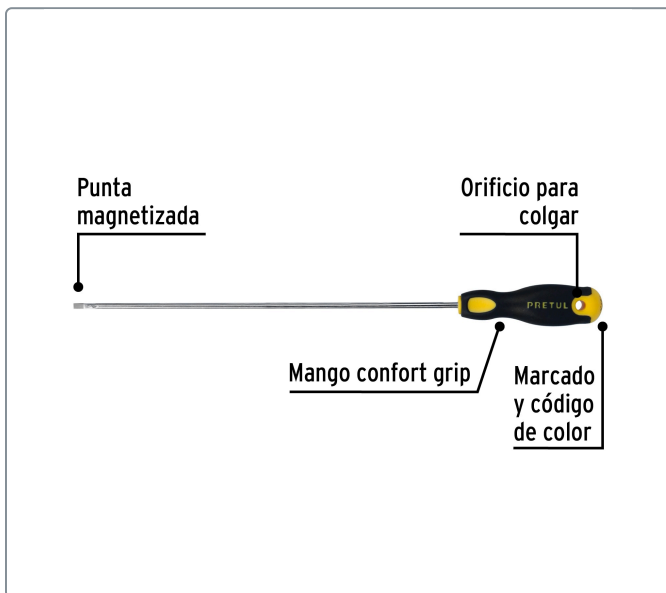 Punta
magnetizada
Orificio para
colgar
PRETUL
Mango confort grip
Marcado
y código
de color